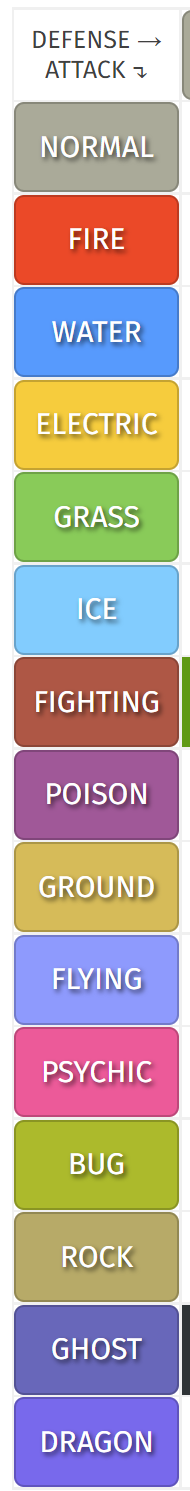 DEFENSE →
ATTACK ↴
NORMAL
FIRE
WATER
ELECTRIC
GRASS
ICE
FIGHTING
POISON
GROUND
FLYING
PSYCHIC
BUG
ROCK
GHOST
DRAGON